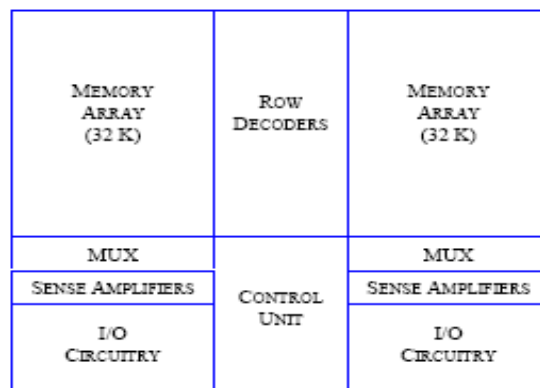 MEMORY
ARRAY
(32 K)
ROW
DECODERS
MEMORY
ARRAY
(32 K)
MUX
SENSE AMPLIFIERS
I/O
CIRCUITRY
CONTROL
UNIT
MUX
SENSE AMPLIFIERS
I/O
CIRCUITRY